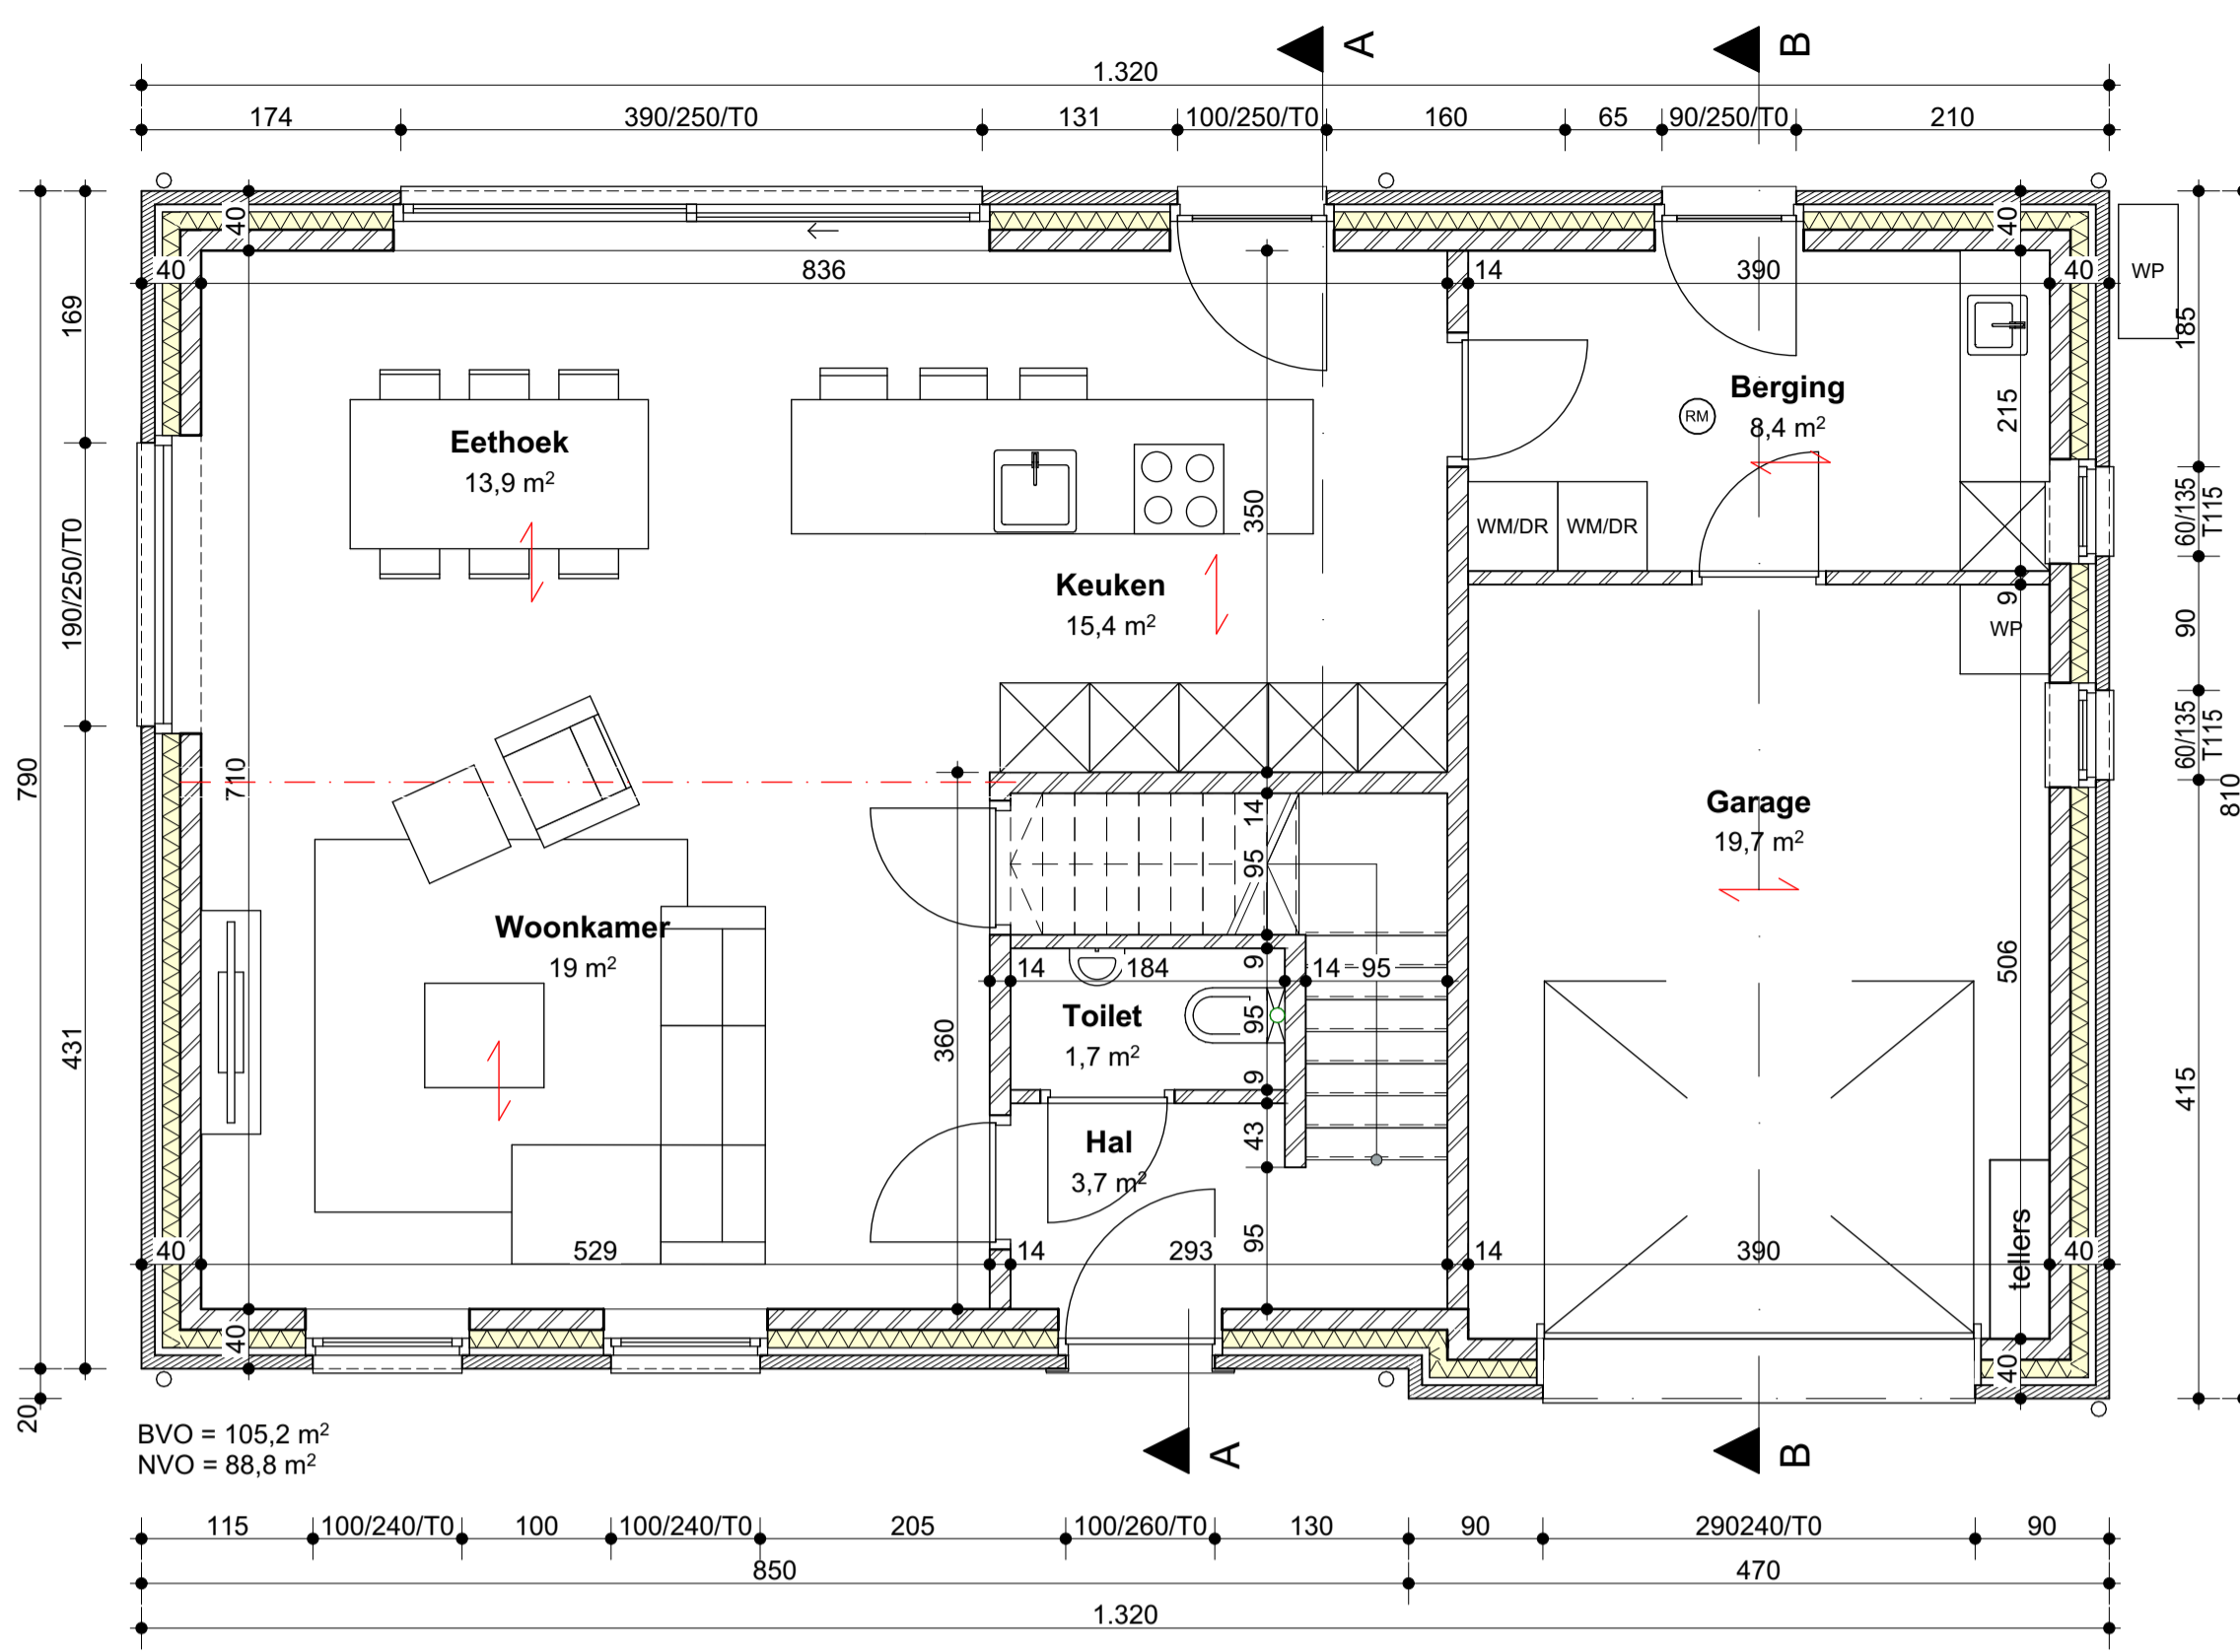 A
B
1.320
174
390/250/T0
131
100/250/T0
160
65
90/250/T0
210
40
40
40
836
14
390
40
WP
169
185
Berging
8,4 m²
RM
215
Eethoek
13,9 m²
350
60/135
T115
WM/DR
WM/DR
190/250/T0
Keuken
15,4 m²
9
WP
90
60/135
T115
790
710
810
14
Garage
19,7 m²
95
Woonkamer
19 m²
9
14
184
14
95
506
Toilet
1,7 m²
95
360
431
9
415
Hal
3,7 m²
43
95
40
529
14
293
14
390
40
tellers
40
40
20
BVO = 105,2 m²
NVO = 88,8 m²
A
B
115
100/240/T0
100
100/240/T0
205
100/260/T0
130
90
290240/T0
90
850
470
1.320